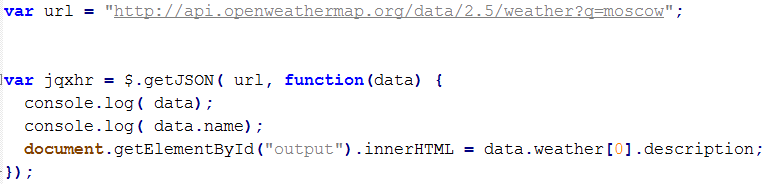 var url = "http://api.openweathermap.org/data/2.5/weather?q=moscow";
var jqxhr = $.getJSON( url, function(data) {
console.log( data);
console.log( data.name);
document.getElementById("output").innerHTML = data.weather[0].description;
});